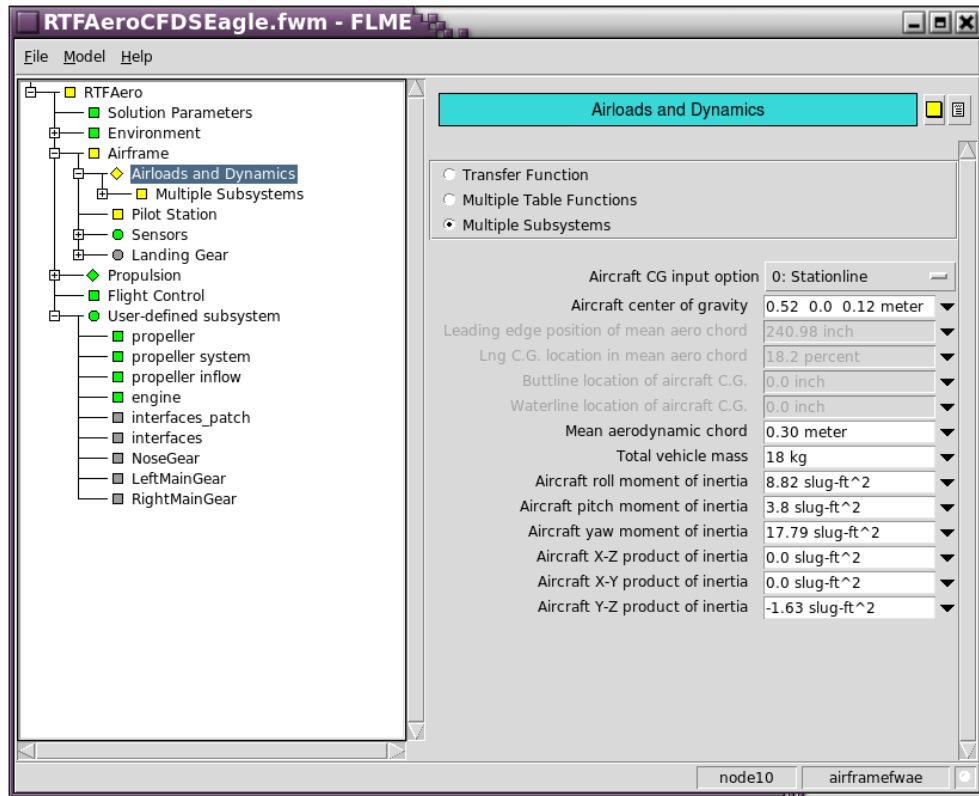 RTFAeroCFDSEagle.fwm - FLME
File Model Help
RTFAero
Solution Parameters
Environment
Airframe
Airloads and Dynamics
Multiple Subsystems
Pilot Station
Sensors
Landing Gear
Propulsion
Flight Control
User-defined subsystem
propeller
propeller system
propeller inflow
engine
interfaces_patch
interfaces
NoseGear
LeftMainGear
RightMainGear
Airloads and Dynamics
Transfer Function
Multiple Table Functions
Multiple Subsystems
Aircraft CG input option 0: Stationline
Aircraft center of gravity 0.52 0.0 0.12 meter
Leading edge position of mean aero chord 240.98 inch
Lng C.G. location in mean aero chord 18.2 percent
Buttline location of aircraft C.G. 0.0 inch
Waterline location of aircraft C.G. 0.0 inch
Mean aerodynamic chord 0.30 meter
Total vehicle mass 18 kg
Aircraft roll moment of inertia 8.82 slug-ft^2
Aircraft pitch moment of inertia 3.8 slug-ft^2
Aircraft yaw moment of inertia 17.79 slug-ft^2
Aircraft X-Z product of inertia 0.0 slug-ft^2
Aircraft X-Y product of inertia 0.0 slug-ft^2
Aircraft Y-Z product of inertia -1.63 slug-ft^2
node10 airframefwae